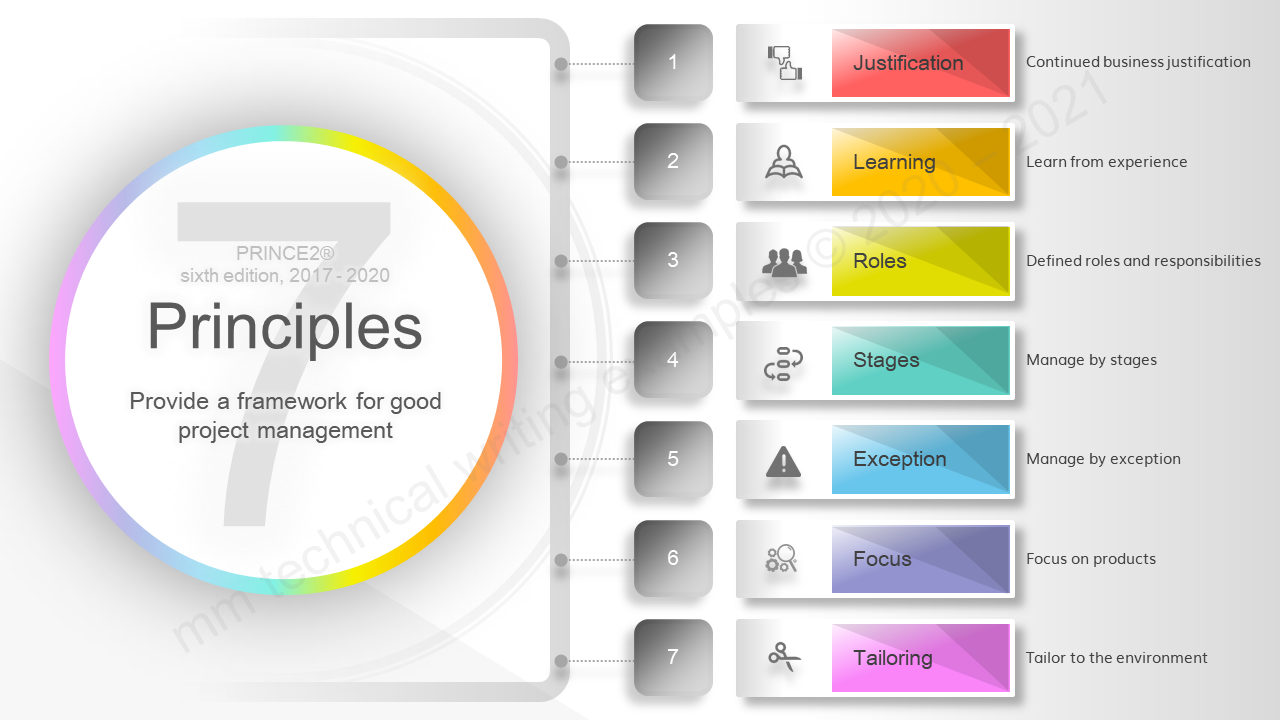 7
PRINCE2®
sixth edition, 2017 - 2020
Principles
Provide a framework for good
project management
1 Justification Continued business justification
2 Learning Learn from experience
3 Roles Defined roles and responsibilities
4 Stages Manage by stages
5 Exception Manage by exception
6 Focus Focus on products
7 Tailoring Tailor to the environment
mm technical writing examples © 2020 – 2021